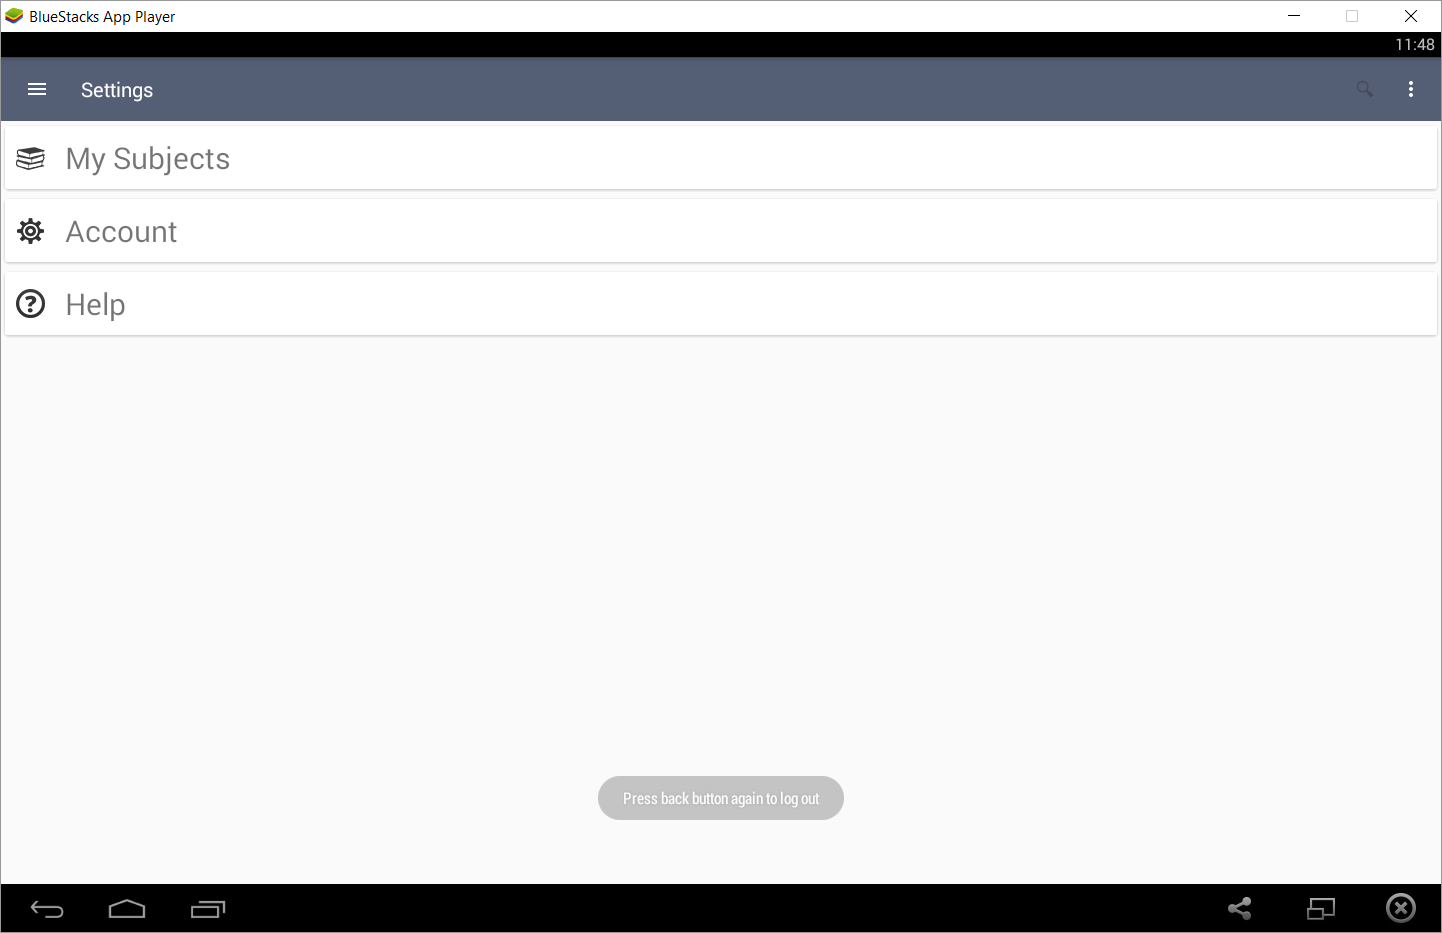 BlueStacks App Player
11:48
Settings
My Subjects
Account
Help
Press back button again to log out